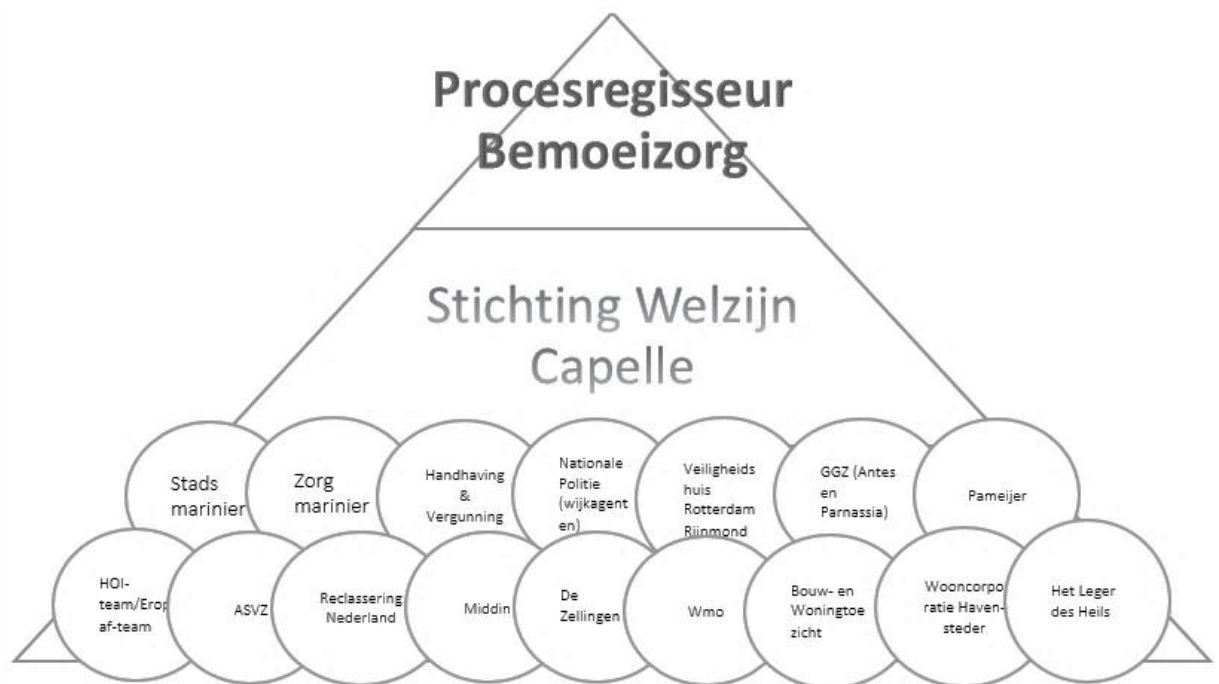 Procesregisseur
Bemoeizorg
Stichting Welzijn
Capelle
Stads
marinier
Zorg
marinier
Handhaving
&
Vergunning
Nationale
Politie
(wijkagent
en)
Veiligheids
huis
Rotterdam
Rijnmond
GGZ (Antes
en
Parnassia)
Pameijer
HOI-
team/Erop
af-team
ASVZ
Reclassering
Nederland
Middin
De
Zellingen
Wmo
Bouw- en
Woningtoe
zicht
Wooncorpo
ratie Haven-
steder
Het Leger
des Heils